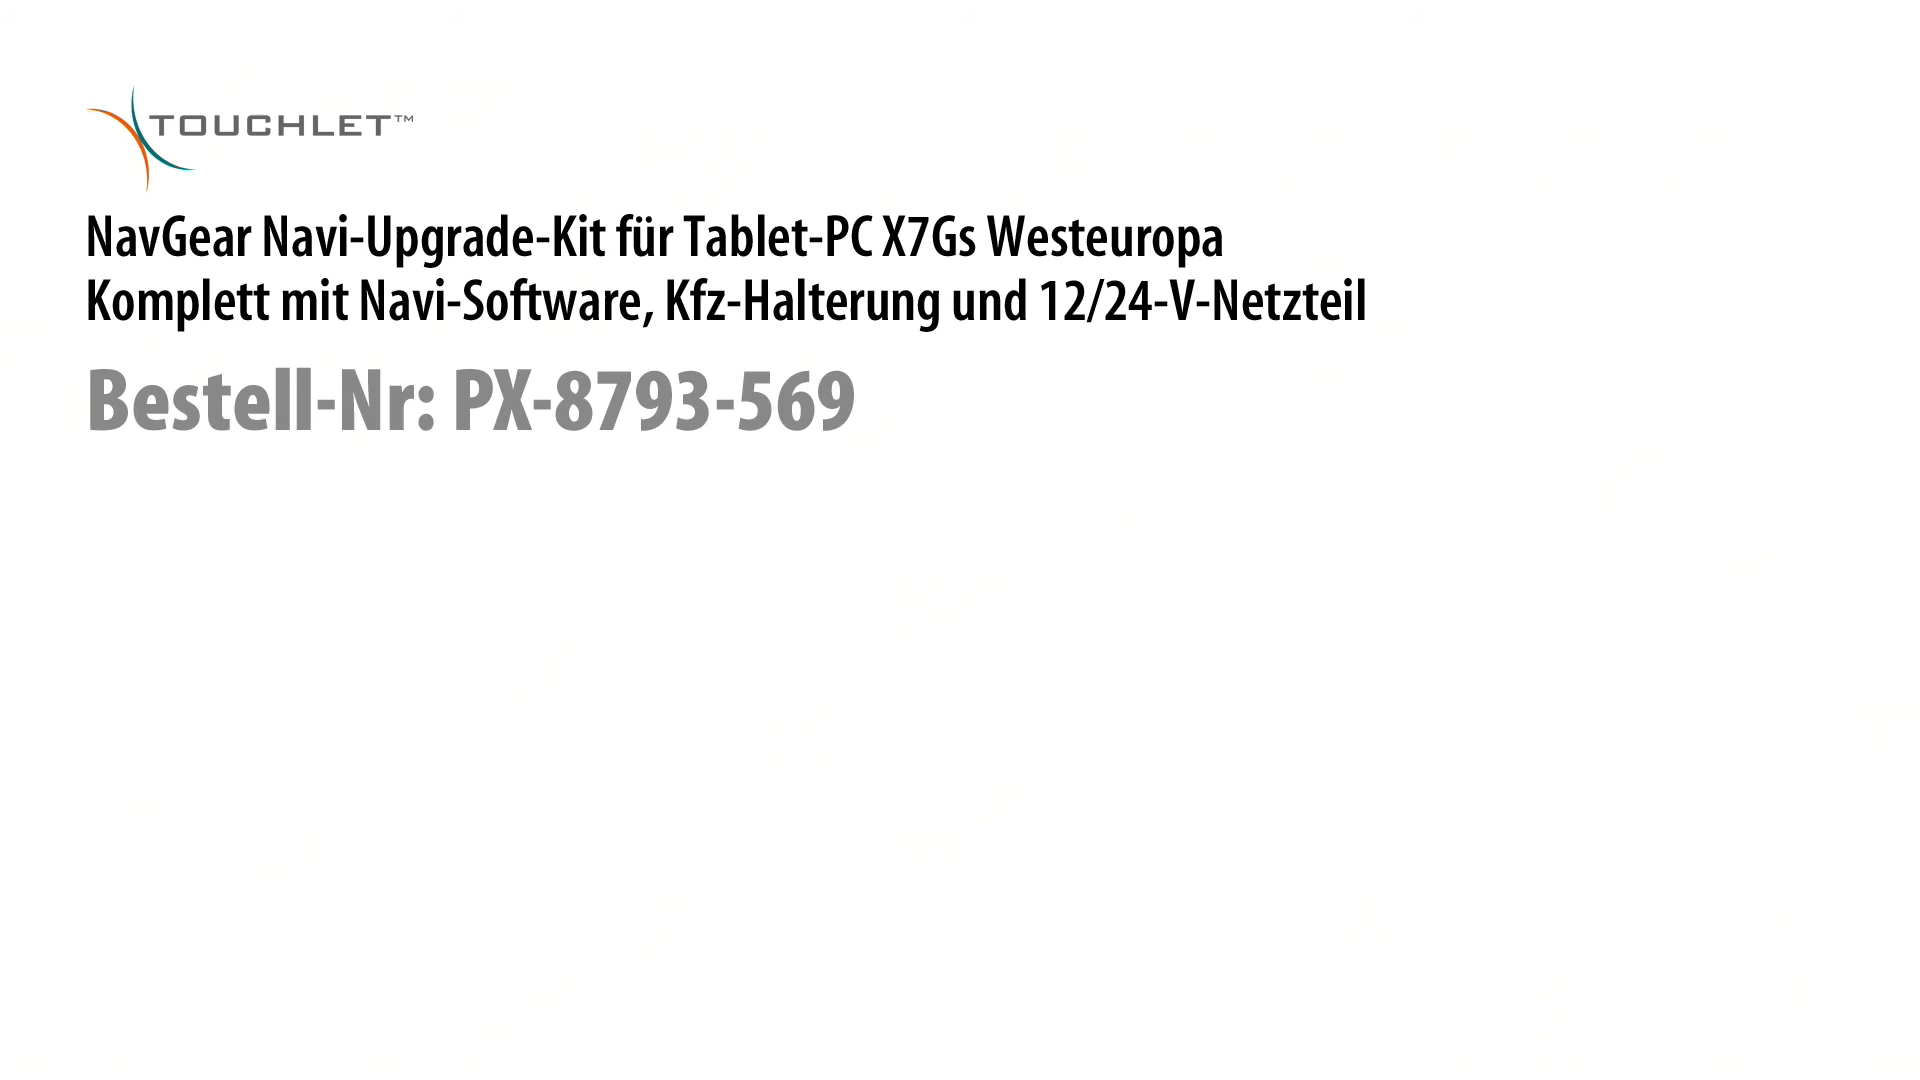 TOUCHLET™
NavGear Navi-Upgrade-Kit für Tablet-PC X7Gs Westeuropa
Komplett mit Navi-Software, Kfz-Halterung und 12/24-V-Netzteil
Bestell-Nr: PX-8793-569